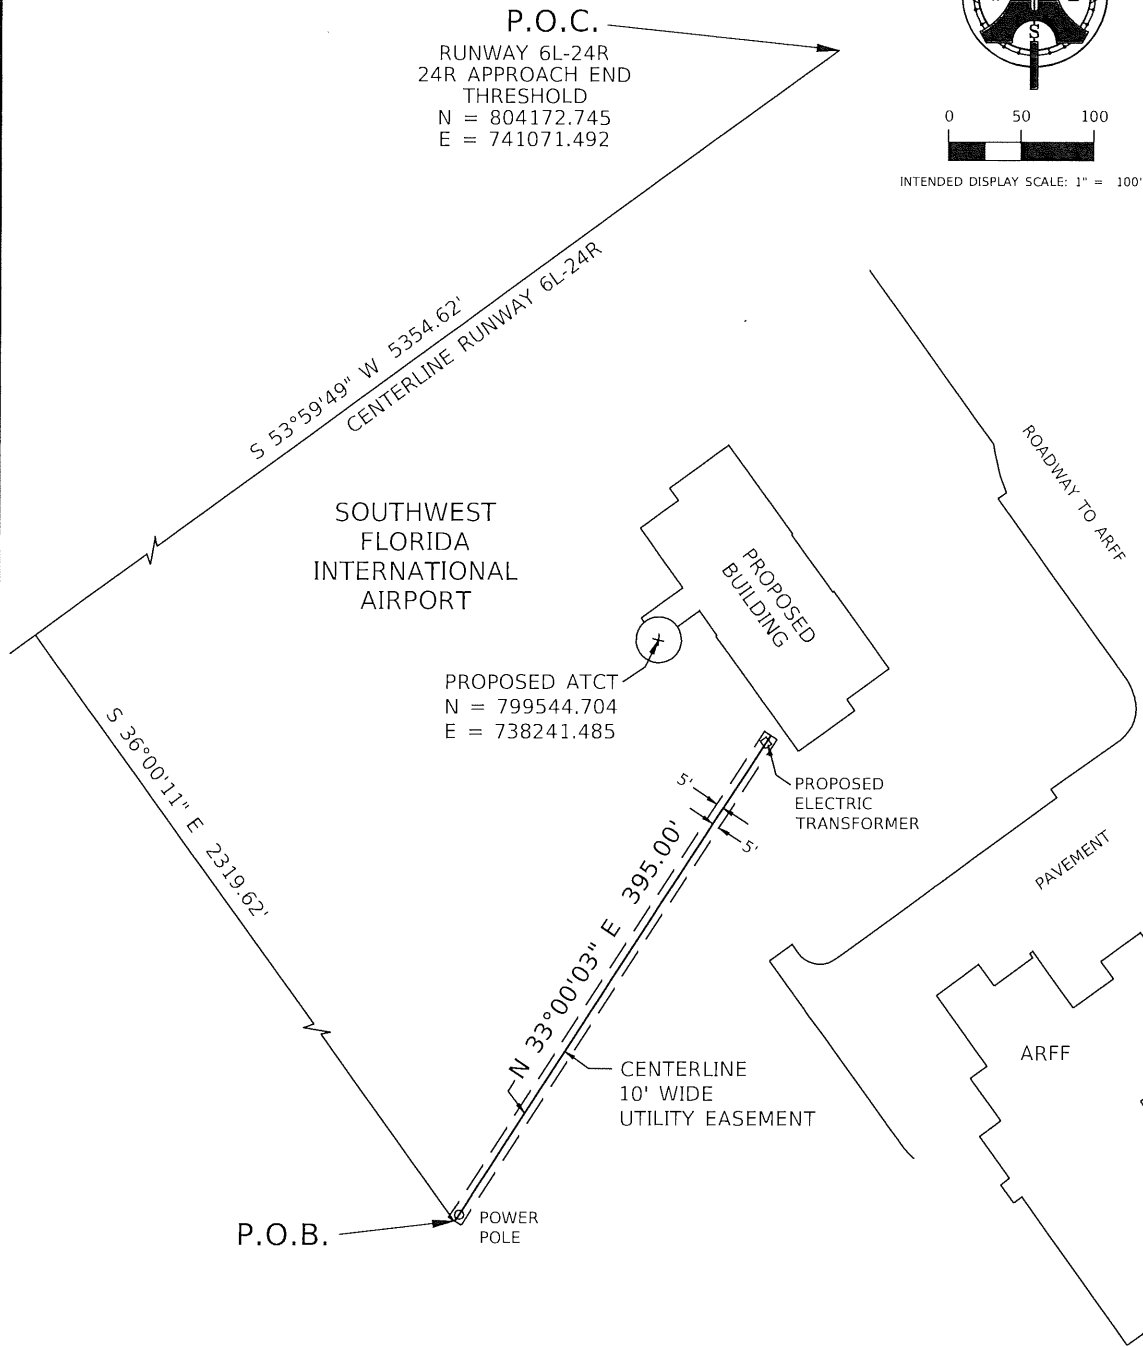 P.O.C.
RUNWAY 6L-24R
24R APPROACH END
THRESHOLD
N = 804172.745
E = 741071.492
S
0 50 100
INTENDED DISPLAY SCALE: 1" = 100'
S 53°59'49" W 5354.62'
CENTERLINE RUNWAY 6L-24R
ROADWAY TO ARFF
SOUTHWEST
FLORIDA
INTERNATIONAL
AIRPORT
PROPOSED
BUILDING
PROPOSED ATCT
N = 799544.704
E = 738241.485
S 36°00'11" E 2319.62'
5'
5'
PROPOSED
ELECTRIC
TRANSFORMER
N 33°00'03" E 395.00'
PAVEMENT
ARFF
CENTERLINE
10' WIDE
UTILITY EASEMENT
P.O.B.
POWER
POLE